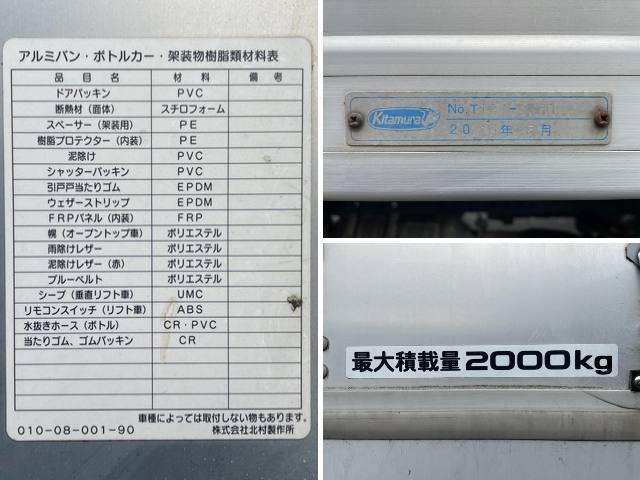 アルミバン・ボトルカー・架装物樹脂類材料表
品 目 名 材 料 備 考
ドアパッキン PVC
断熱材(面体) スチロフォーム
スペーサー(架装用) PE
樹脂プロテクター(内装) PE
泥除け PVC
シャッターパッキン PVC
引戸戸当たりゴム EPDM
ウェザーストリップ EPDM
FRPパネル(内装) FRP
幌(オープントップ車) ポリエステル
雨除けレザー ポリエステル
泥除けレザー(赤) ポリエステル
ブルーベルト ポリエステル
シーブ(垂直リフト車) UMC
リモコンスイッチ(リフト車) ABS
水抜きホース(ボトル) CR・PVC
当たりゴム、ゴムパッキン CR
車種によっては取付しない物もあります。
010-08-001-90 株式会社北村製作所
Kitamura
No.T
20 年 月
最大積載量2000kg